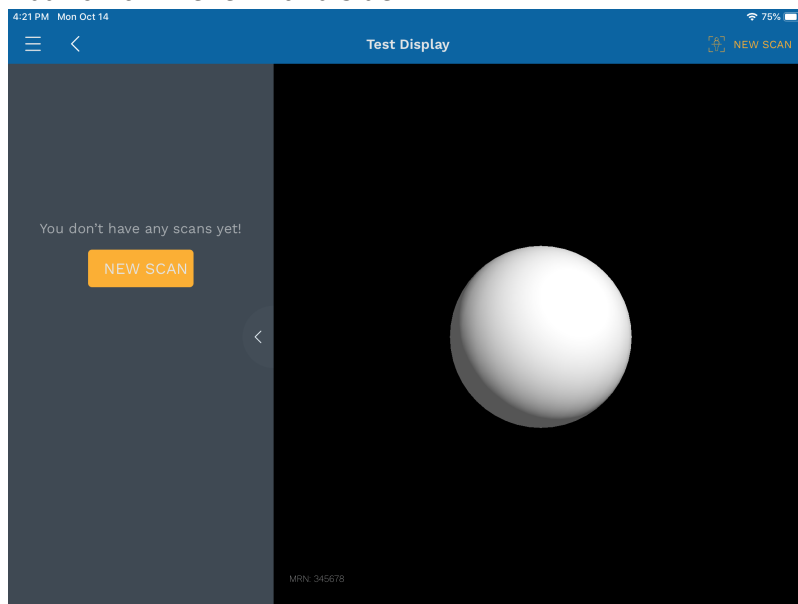 4:21 PM Mon Oct 14
75%
Test Display
NEW SCAN
You don't have any scans yet!
NEW SCAN
MRN: 345678